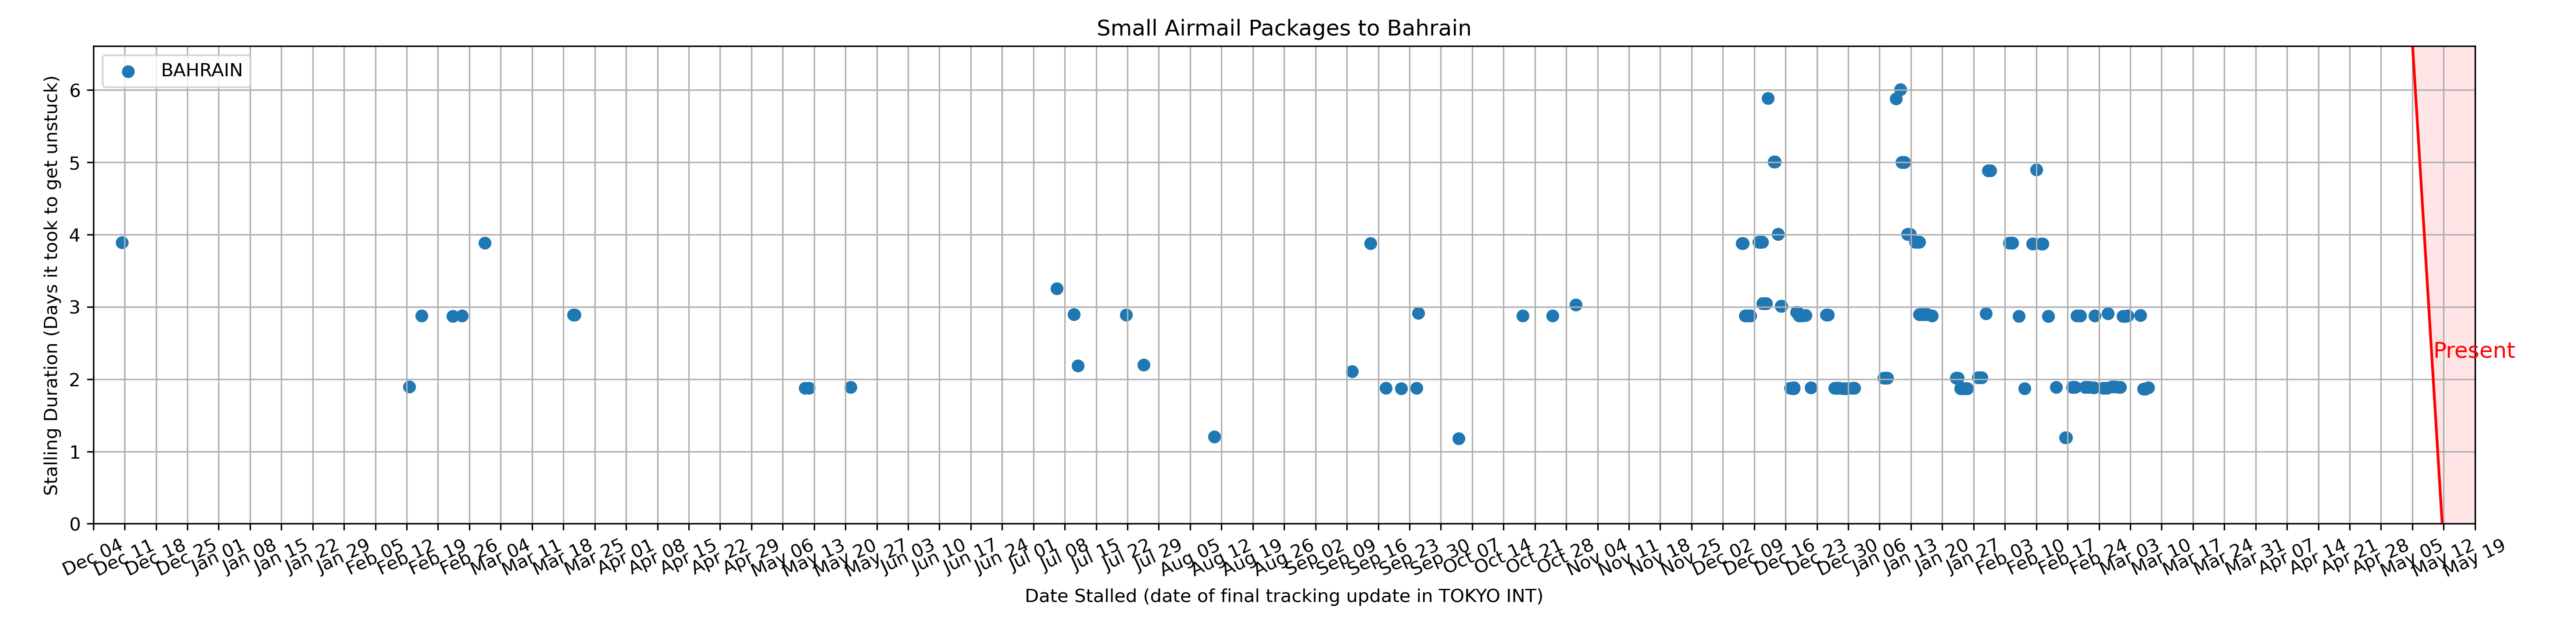 Small Airmail Packages to Bahrain
BAHRAIN
Stalling Duration (Days it took to get unstuck)
6
5
4
3
2
1
0
Present
Dec 04
Dec 11
Dec 18
Dec 25
Jan 01
Jan 08
Jan 15
Jan 22
Jan 29
Feb 05
Feb 12
Feb 19
Feb 26
Mar 04
Mar 11
Mar 18
Mar 25
Apr 01
Apr 08
Apr 15
Apr 22
Apr 29
May 06
May 13
May 20
May 27
Jun 03
Jun 10
Jun 17
Jun 24
Jul 01
Jul 08
Jul 15
Jul 22
Jul 29
Aug 05
Aug 12
Aug 19
Aug 26
Sep 02
Sep 09
Sep 16
Sep 23
Sep 30
Oct 07
Oct 14
Oct 21
Oct 28
Nov 04
Nov 11
Nov 18
Nov 25
Dec 02
Dec 09
Dec 16
Dec 23
Dec 30
Jan 06
Jan 13
Jan 20
Jan 27
Feb 03
Feb 10
Feb 17
Feb 24
Mar 03
Mar 10
Mar 17
Mar 24
Mar 31
Apr 07
Apr 14
Apr 21
Apr 28
May 05
May 12
May 19
Date Stalled (date of final tracking update in TOKYO INT)